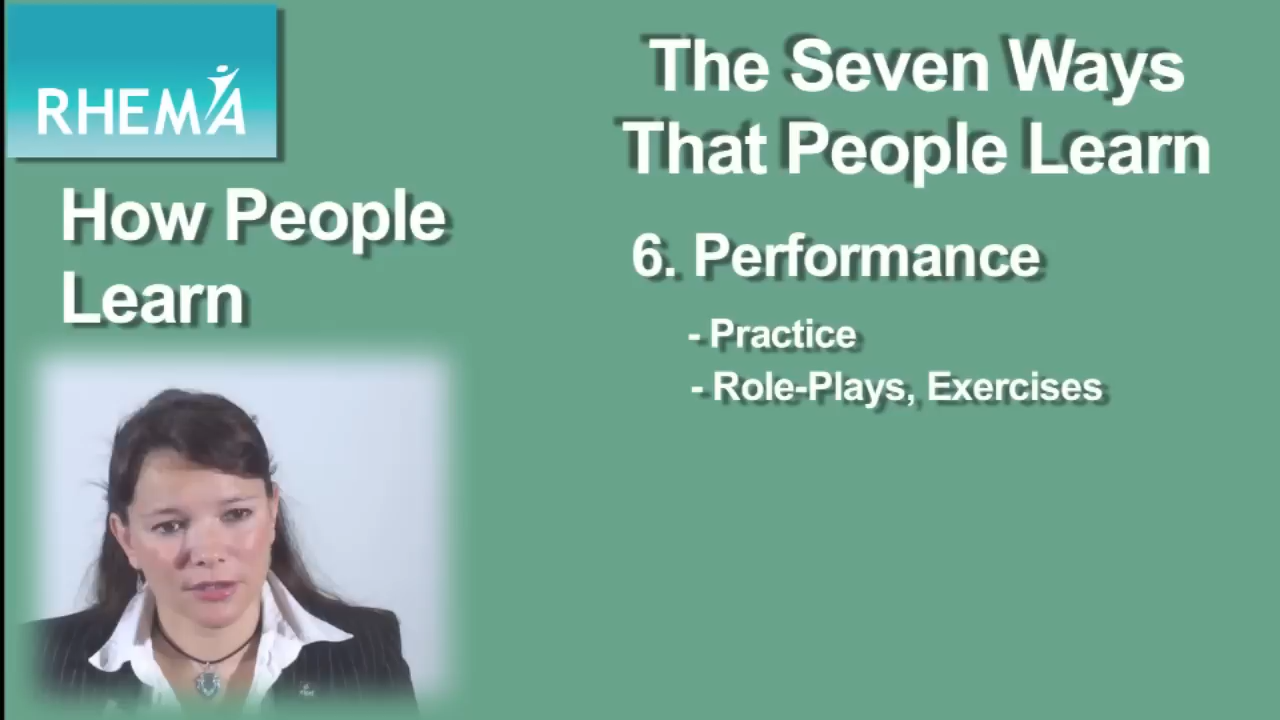 RHEMA
How People
Learn
The Seven Ways
That People Learn
6. Performance
- Practice
- Role-Plays, Exercises